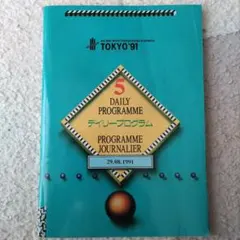 TOKYO'91
5
DAILY
PROGRAMME
デイリープログラム
PROGRAMME
JOURNALIER
29.08.1991